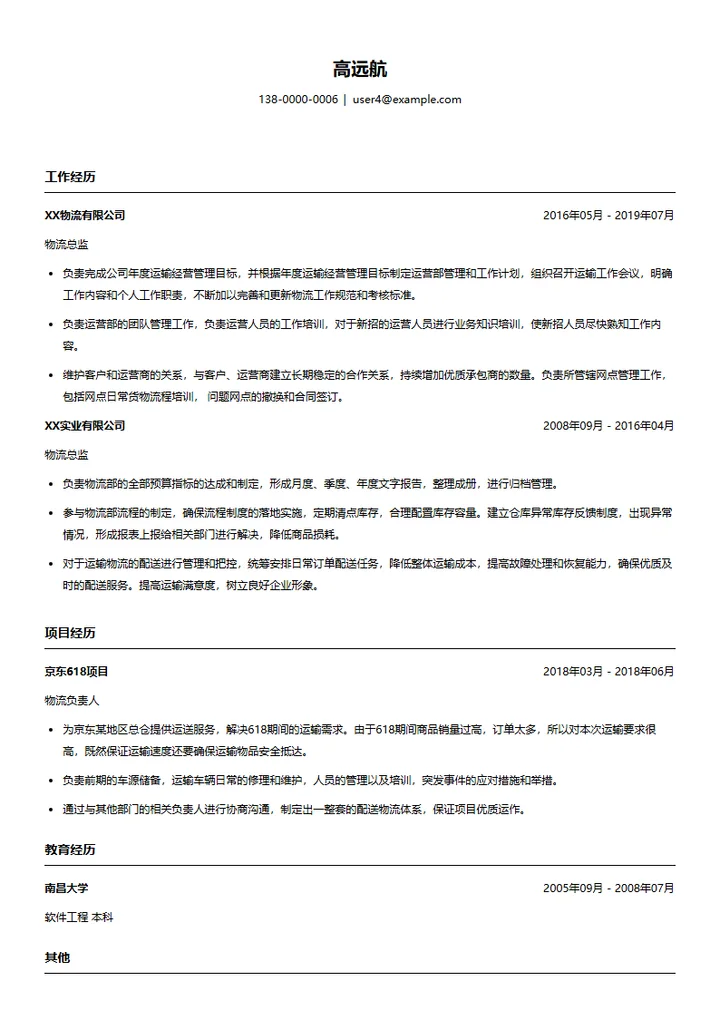 高远航
138-0000-0006 | user4@example.com
工作经历
XX物流有限公司 2016年05月 - 2019年07月
物流总监
• 负责完成公司年度运输经营管理目标，并根据年度运输经营管理目标制定运营部管理和工作计划，组织召开运输工作会议，明确
工作内容和个人工作职责，不断加以完善和更新物流工作规范和考核标准。
• 负责运营部的团队管理工作，负责运营人员的工作培训，对于新招的运营人员进行业务知识培训，使新招人员尽快熟知工作内
容。
• 维护客户和运营商的关系，与客户、运营商建立长期稳定的合作关系，持续增加优质承包商的数量。负责所管辖网点管理工作，
包括网点日常货物流程培训， 问题网点的撤换和合同签订。
XX实业有限公司 2008年09月 - 2016年04月
物流总监
• 负责物流部的全部预算指标的达成和制定，形成月度、季度、年度文字报告，整理成册，进行归档管理。
• 参与物流部流程的制定，确保流程制度的落地实施，定期清点库存，合理配置库存容量。建立仓库异常库存反馈制度，出现异常
情况，形成报表上报给相关部门进行解决，降低商品损耗。
• 对于运输物流的配送进行管理和把控，统筹安排日常订单配送任务，降低整体运输成本，提高故障处理和恢复能力，确保优质及
时的配送服务。提高运输满意度，树立良好企业形象。
项目经历
京东618项目 2018年03月 - 2018年06月
物流负责人
• 为京东某地区总仓提供运送服务，解决618期间的运输需求。由于618期间商品销量过高，订单太多，所以对本次运输要求很
高，既然保证运输速度还要确保运输物品安全抵达。
• 负责前期的车源储备，运输车辆日常的修理和维护，人员的管理以及培训，突发事件的应对措施和举措。
• 通过与其他部门的相关负责人进行协商沟通，制定出一整套的配送物流体系，保证项目优质运作。
教育经历
南昌大学 2005年09月 - 2008年07月
软件工程 本科
其他